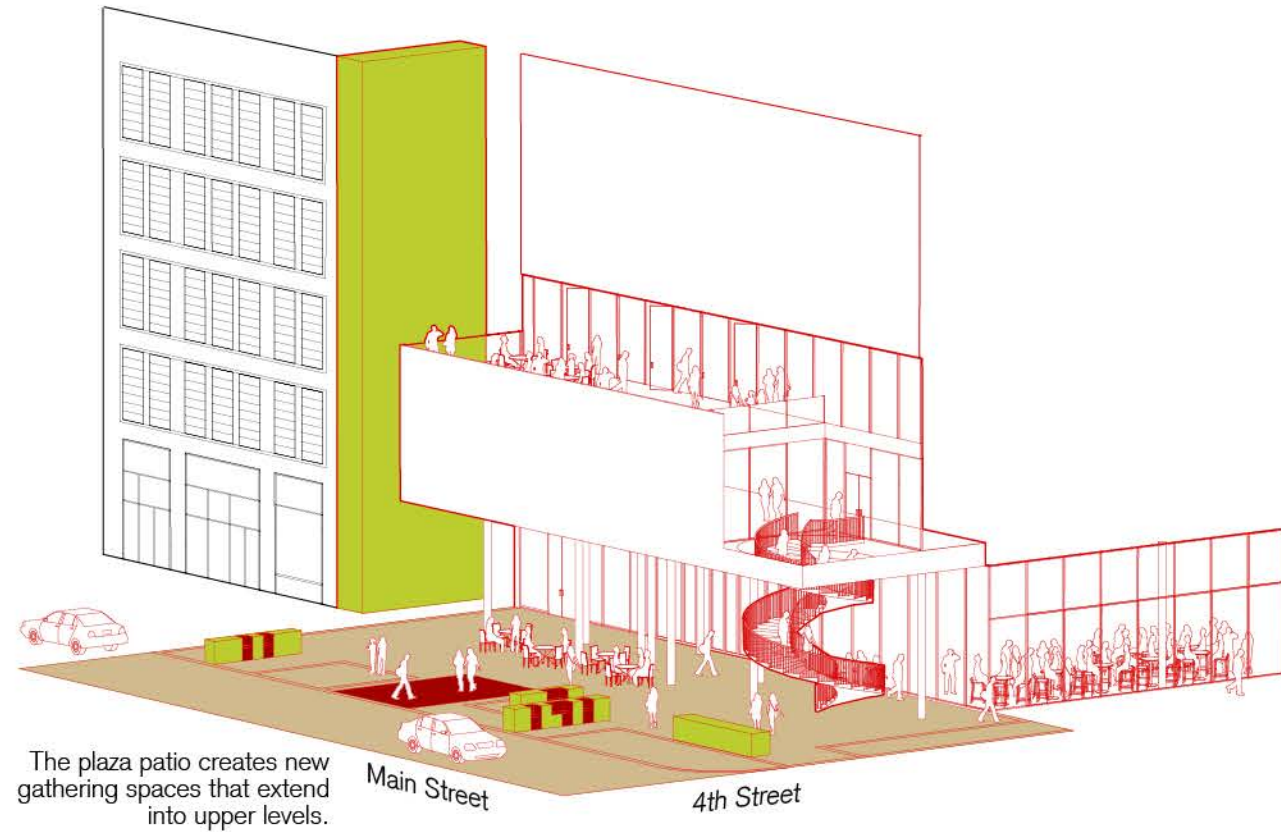 The plaza patio creates new
gathering spaces that extend
into upper levels.
Main Street
4th Street